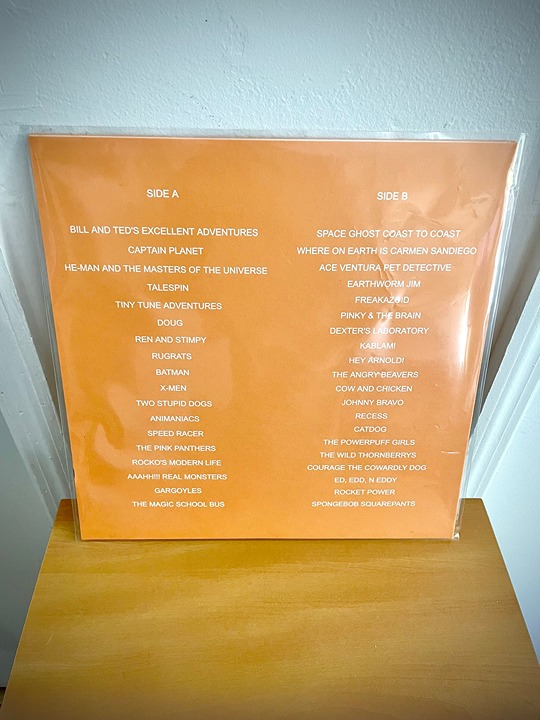 SIDE A
BILL AND TED'S EXCELLENT ADVENTURES
CAPTAIN PLANET
HE-MAN AND THE MASTERS OF THE UNIVERSE
TALESPIN
TINY TUNE ADVENTURES
DOUG
REN AND STIMPY
RUGRATS
BATMAN
X-MEN
TWO STUPID DOGS
ANIMANIACS
SPEED RACER
THE PINK PANTHERS
ROCKO'S MODERN LIFE
AAAHH!!! REAL MONSTERS
GARGOYLES
THE MAGIC SCHOOL BUS
SIDE B
SPACE GHOST COAST TO COAST
WHERE ON EARTH IS CARMEN SANDIEGO
ACE VENTURA PET DETECTIVE
EARTHWORM JIM
FREAKAZOID
PINKY & THE BRAIN
DEXTER'S LABORATORY
KABLAM!
HEY ARNOLD!
THE ANGRY BEAVERS
COW AND CHICKEN
JOHNNY BRAVO
RECESS
CATDOG
THE POWERPUFF GIRLS
THE WILD THORNBERRYS
COURAGE THE COWARDLY DOG
ED, EDD, N EDDY
ROCKET POWER
SPONGEBOB SQUAREPANTS